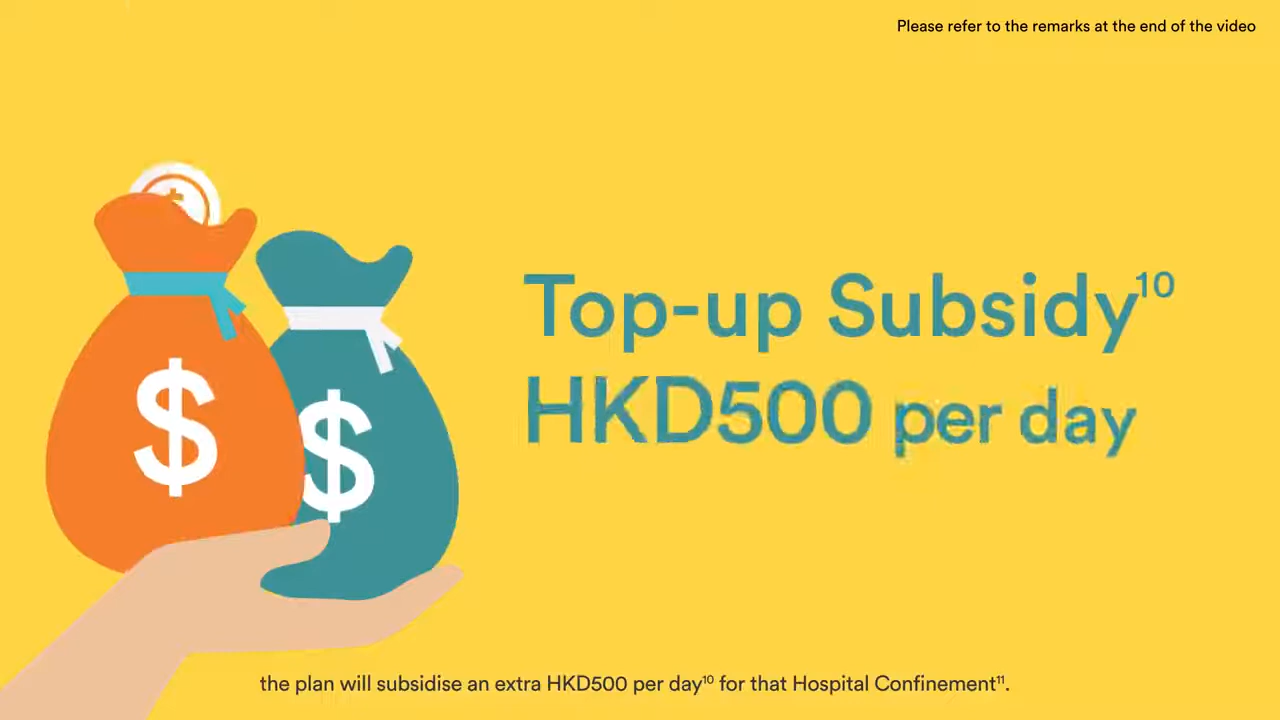 Please refer to the remarks at the end of the video
Top-up Subsidy¹⁰
HKD500 per day
$
$
the plan will subsidise an extra HKD500 per day¹⁰ for that Hospital Confinement¹¹.